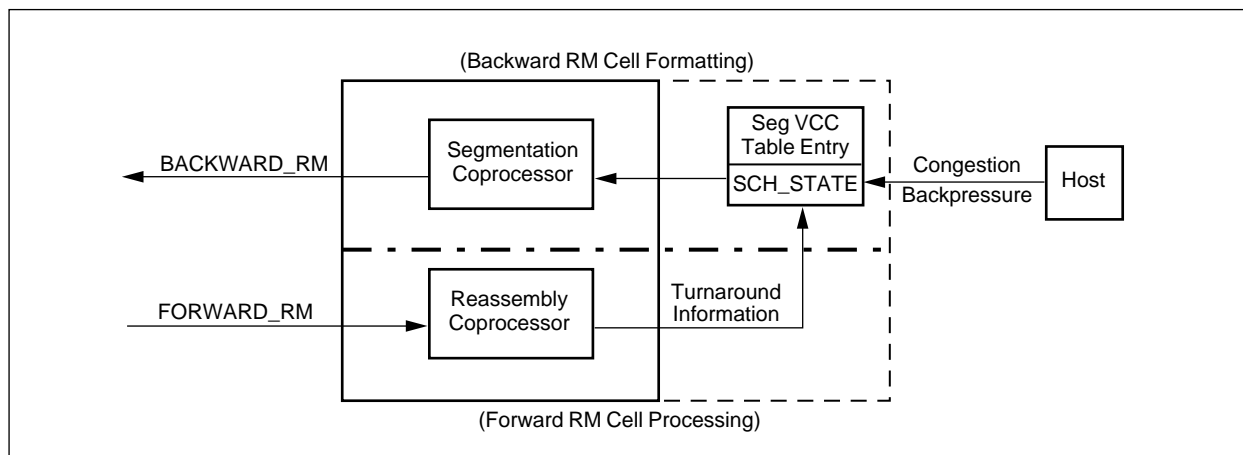 (Backward RM Cell Formatting)
BACKWARD_RM
Segmentation
Coprocessor
Seg VCC
Table Entry
SCH_STATE
Congestion
Backpressure
Host
FORWARD_RM
Reassembly
Coprocessor
Turnaround
Information
(Forward RM Cell Processing)